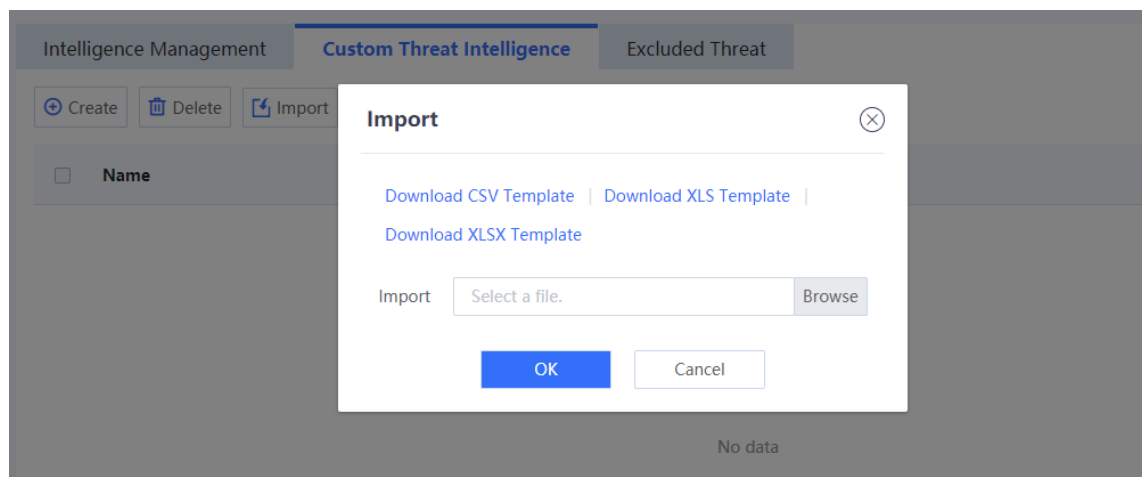 Intelligence Management Custom Threat Intelligence Excluded Threat
Create Delete Import
Import
Name
Download CSV Template | Download XLS Template |
Download XLSX Template
Import Select a file. Browse
OK Cancel
No data